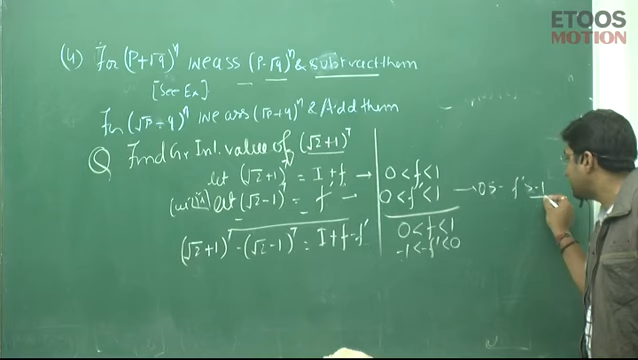 ETOOS
MOTION
(4) For (P+√q)ⁿ we ass (P-√q)ⁿ & subtract them
[See Ex]
For (√P+q)ⁿ we ass (√P+q)ⁿ & Add them
Q Find Gr. Int. value of (√2+1)⁷
let (√2+1)⁷ = I+f → 0<f<1
let (√2-1)⁷ = f' → 0<f'<1 → 0>-f'>-1
(√2+1)⁷-(√2-1)⁷ = I+f-f'
0<f<1
-1<-f'<0